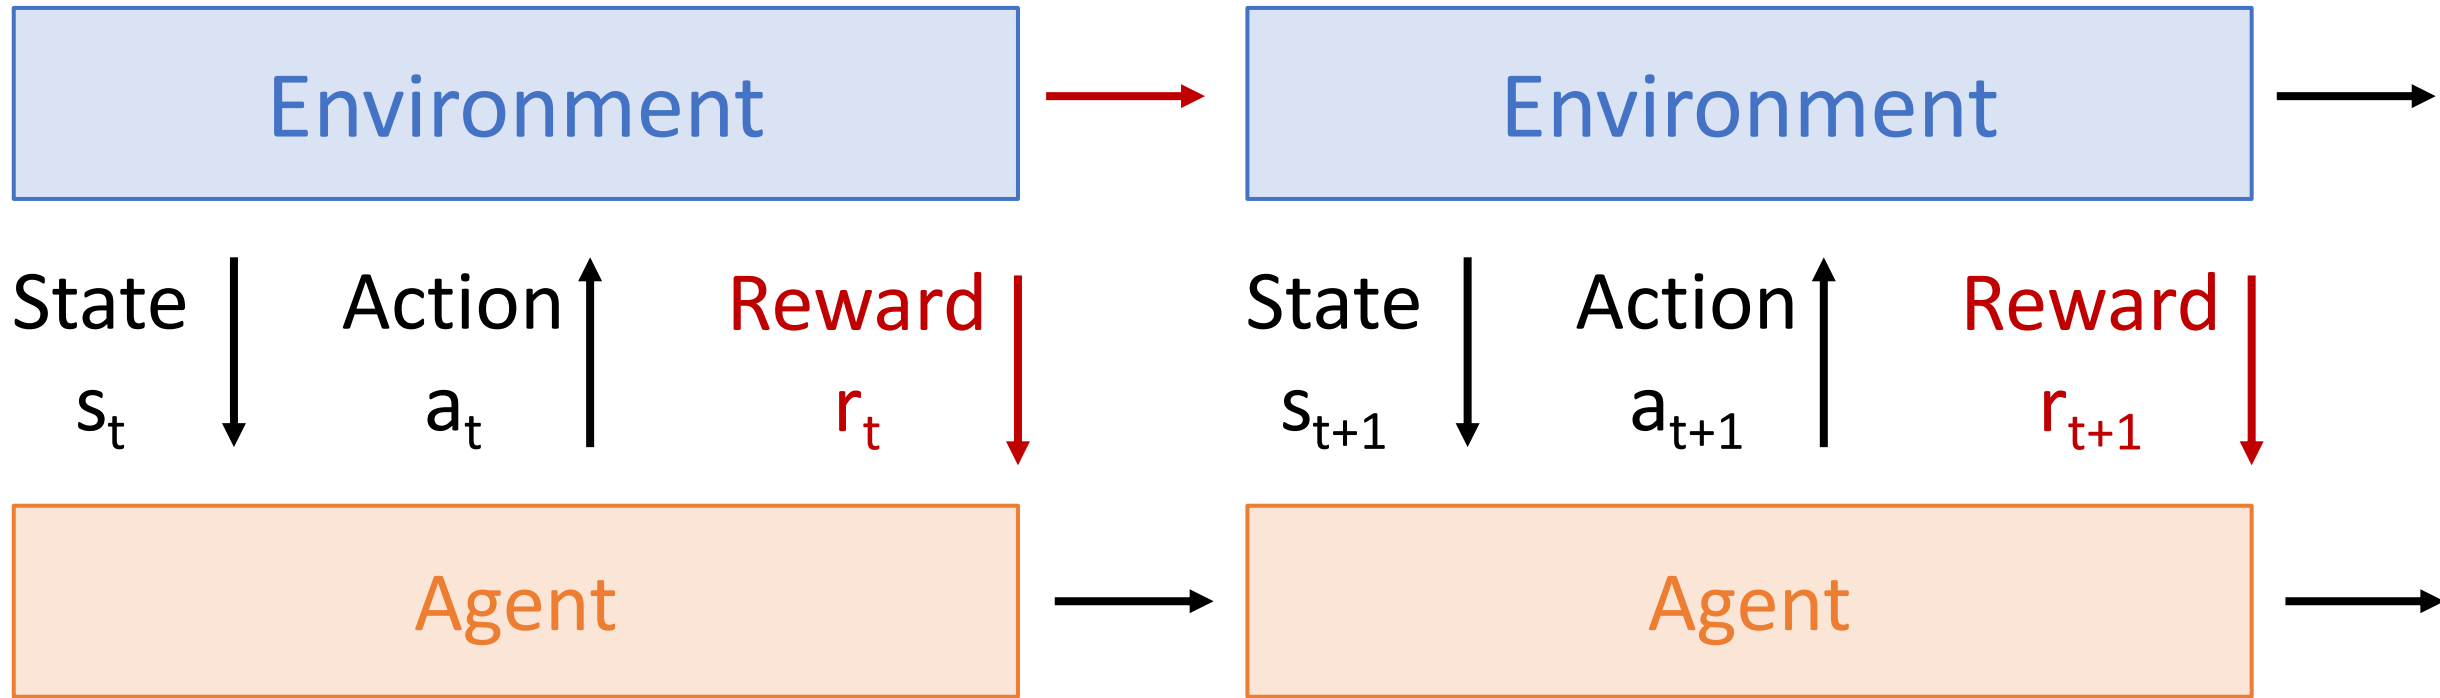 Environment Environment
State Action Reward State Action Reward
sₜ aₜ rₜ sₜ₊₁ aₜ₊₁ rₜ₊₁
Agent Agent